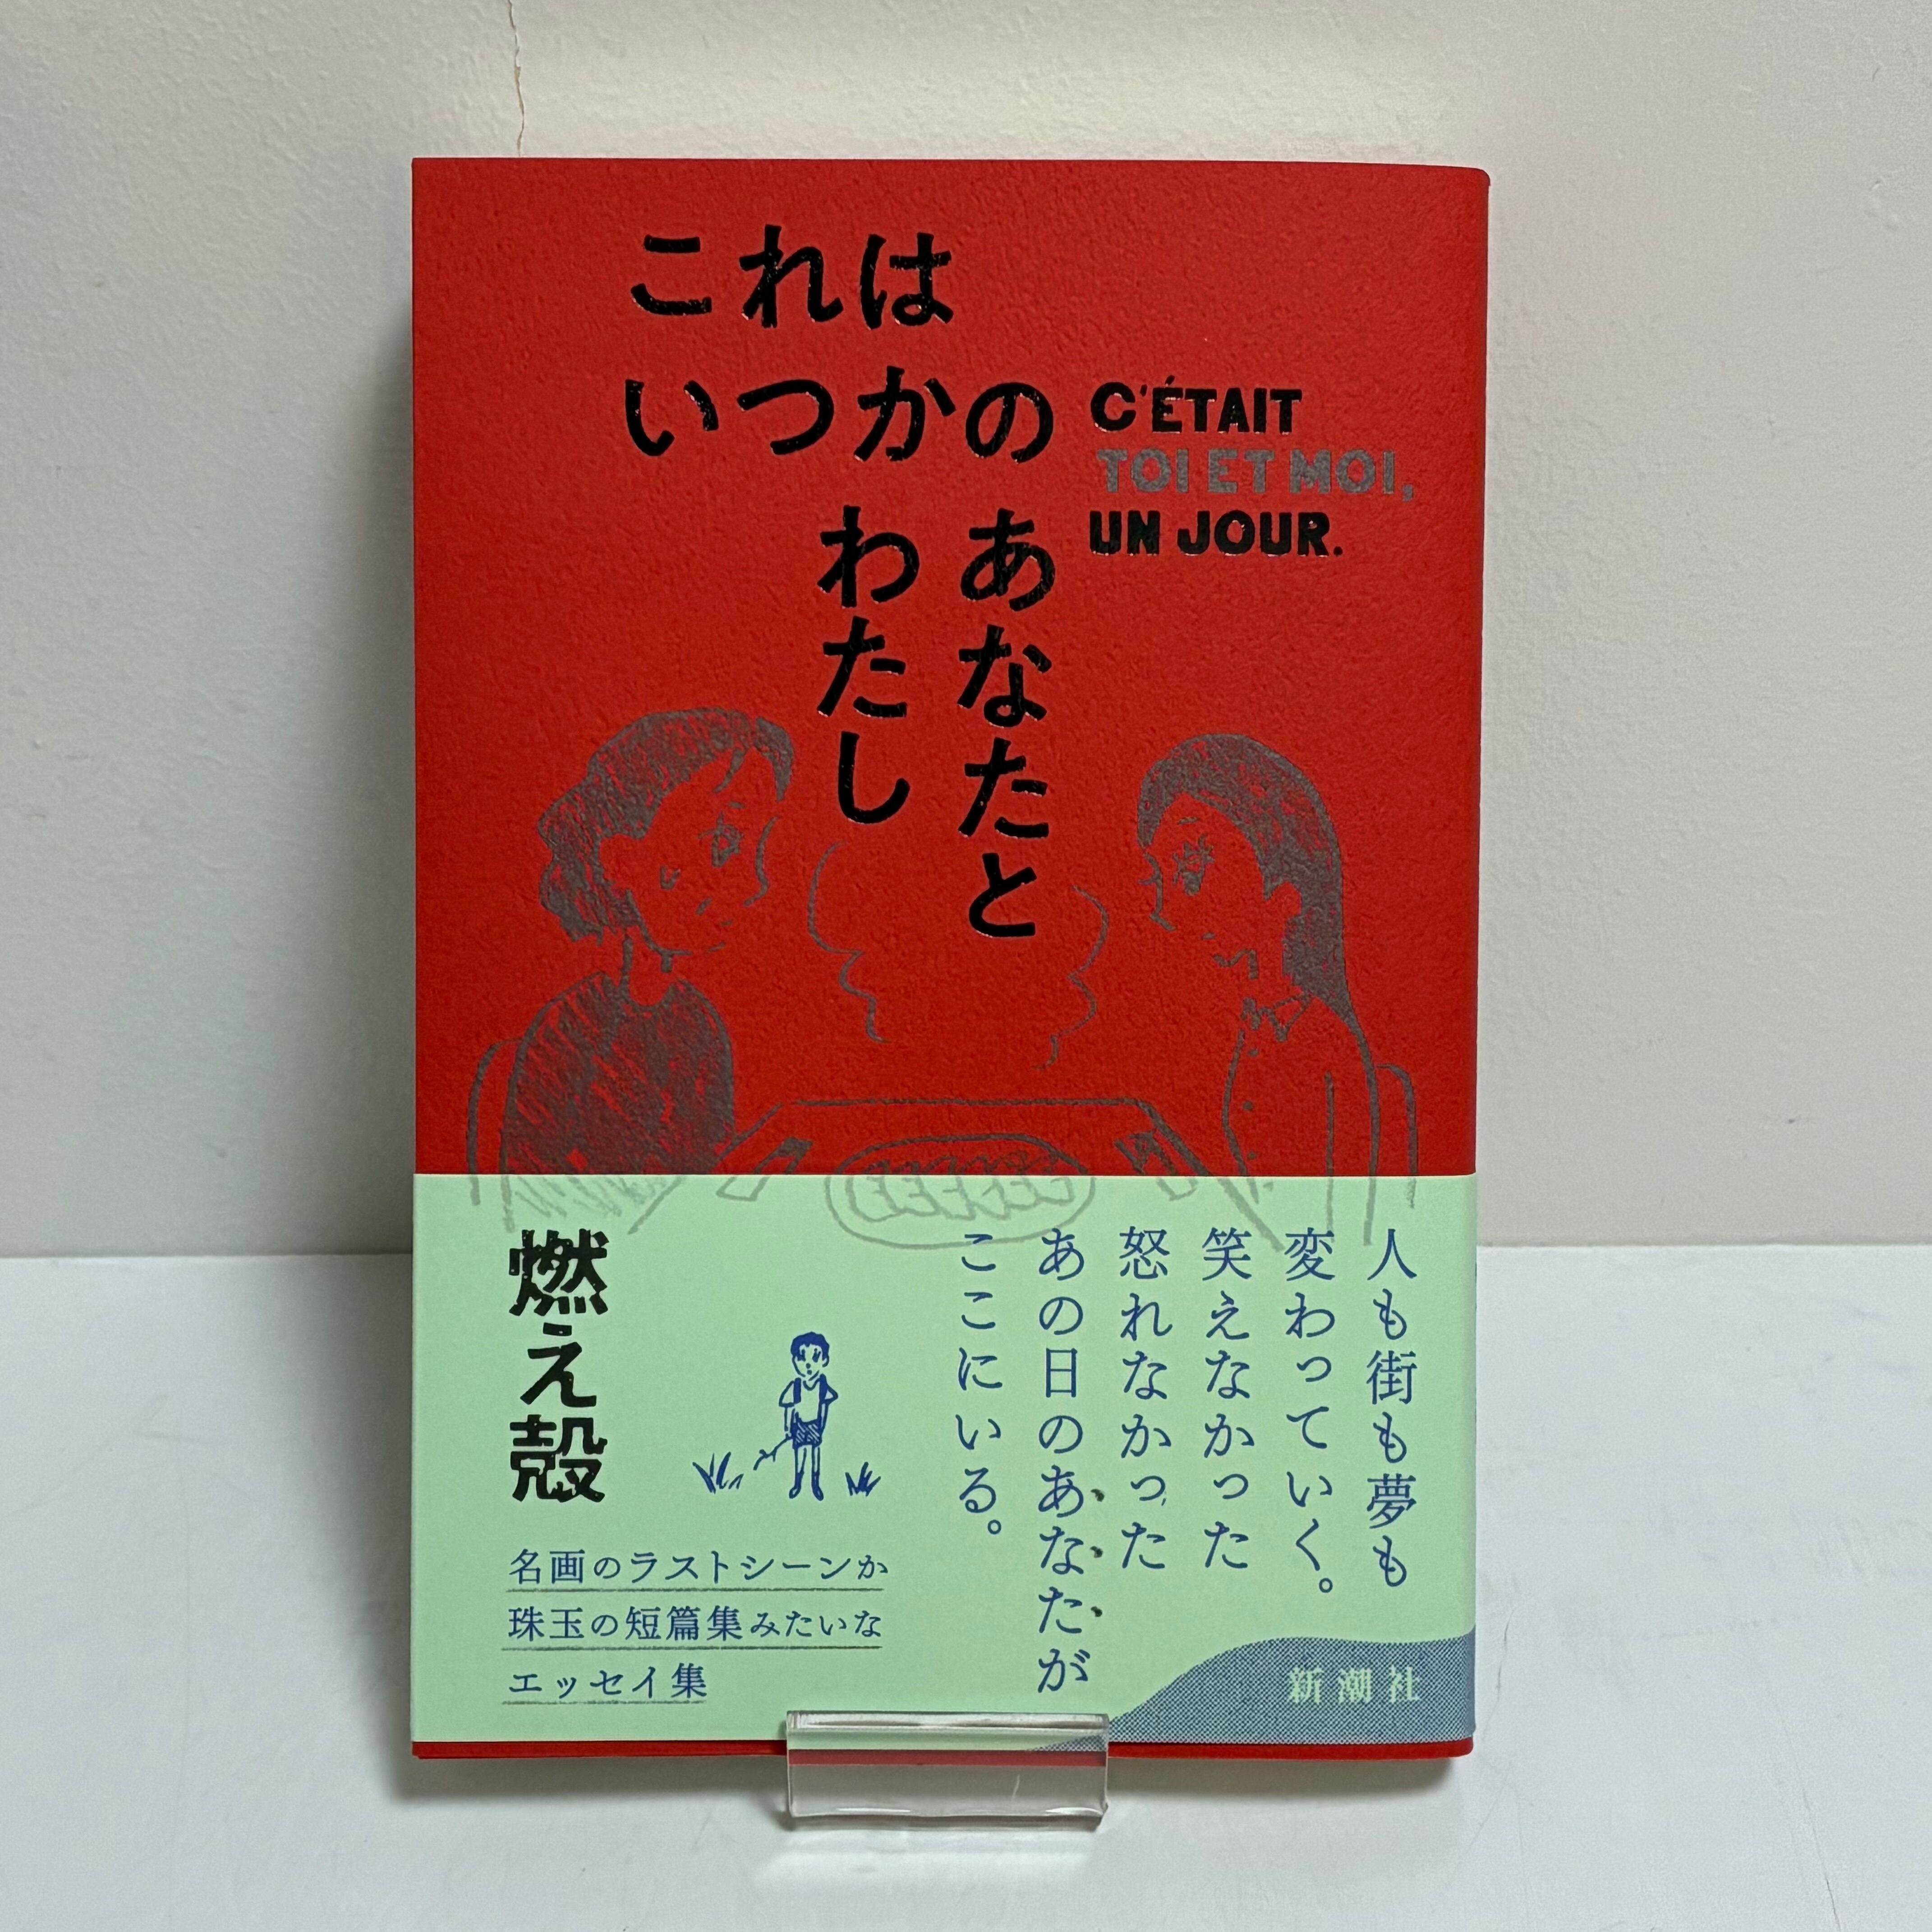 これは
いつかの
あなたと
わたし
C'ÉTAIT
TOI ET MOI,
UN JOUR.
人も街も夢も
変わっていく。
笑えなかった
怒れなかった
あの日のあなたが
ここにいる。
燃え殻
名画のラストシーンか
珠玉の短篇集みたいな
エッセイ集
新潮社